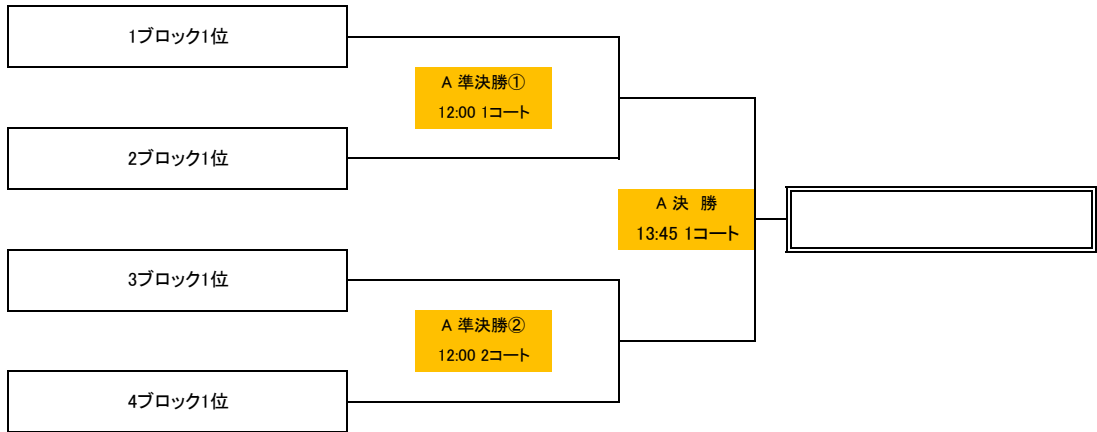 1ブロック1位
A 準決勝①
12:00 1コート
2ブロック1位
A 決 勝
13:45 1コート
3ブロック1位
A 準決勝②
12:00 2コート
4ブロック1位